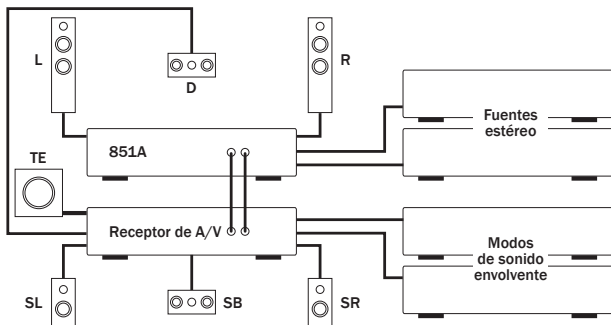 L
D
R
851A
Fuentes
estéreo
TE
Receptor de A/V
Modos
de sonido
envolvente
SL
SB
SR